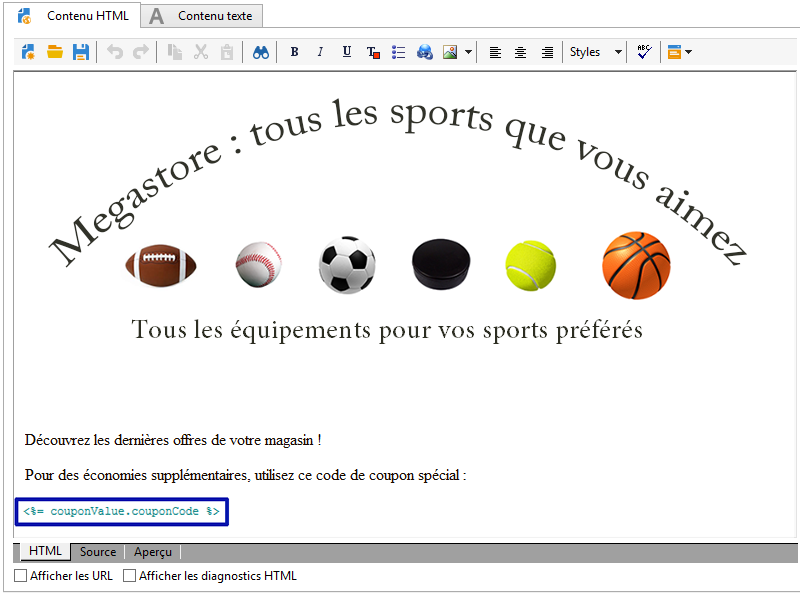 Contenu HTML
Contenu texte
B I U T Styles ABC
Megastore : tous les sports que vous aimez
Tous les équipements pour vos sports préférés
Découvrez les dernières offres de votre magasin !
Pour des économies supplémentaires, utilisez ce code de coupon spécial :
<%= couponValue.couponCode %>
HTML Source Aperçu
Afficher les URL Afficher les diagnostics HTML